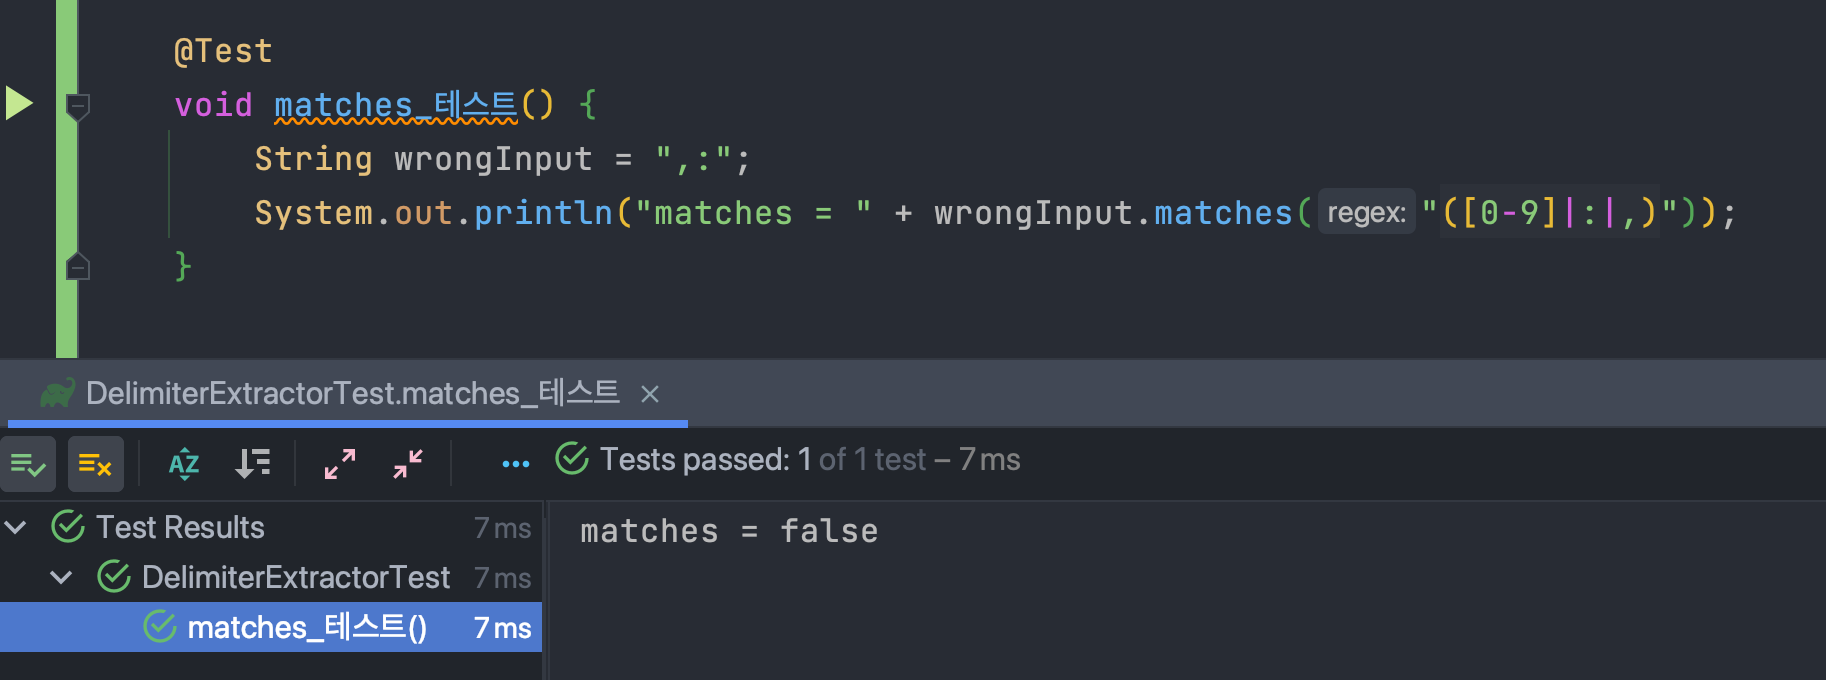 @Test
void matches_테스트() {
String wrongInput = ",:";
System.out.println("matches = " + wrongInput.matches( regex: "([0-9]|:|,)"));
}
DelimiterExtractorTest.matches_테스트 ×
AZ ... Tests passed: 1 of 1 test – 7 ms
Test Results 7 ms
matches = false
DelimiterExtractorTest 7 ms
matches_테스트() 7 ms